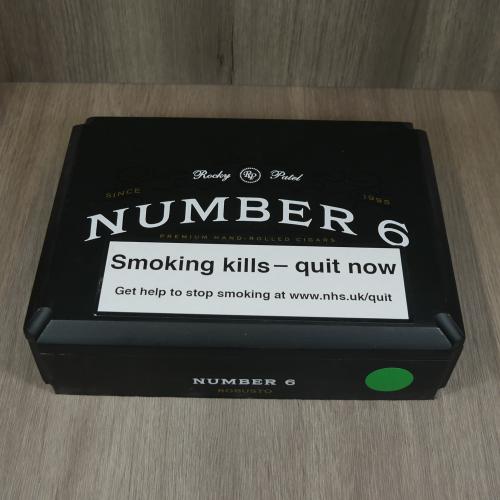 Rocky RP Patel
SINCE 1995
NUMBER 6
PREMIUM HAND-ROLLED CIGARS
Smoking kills – quit now
Get help to stop smoking at www.nhs.uk/quit
NUMBER 6
ROBUSTO